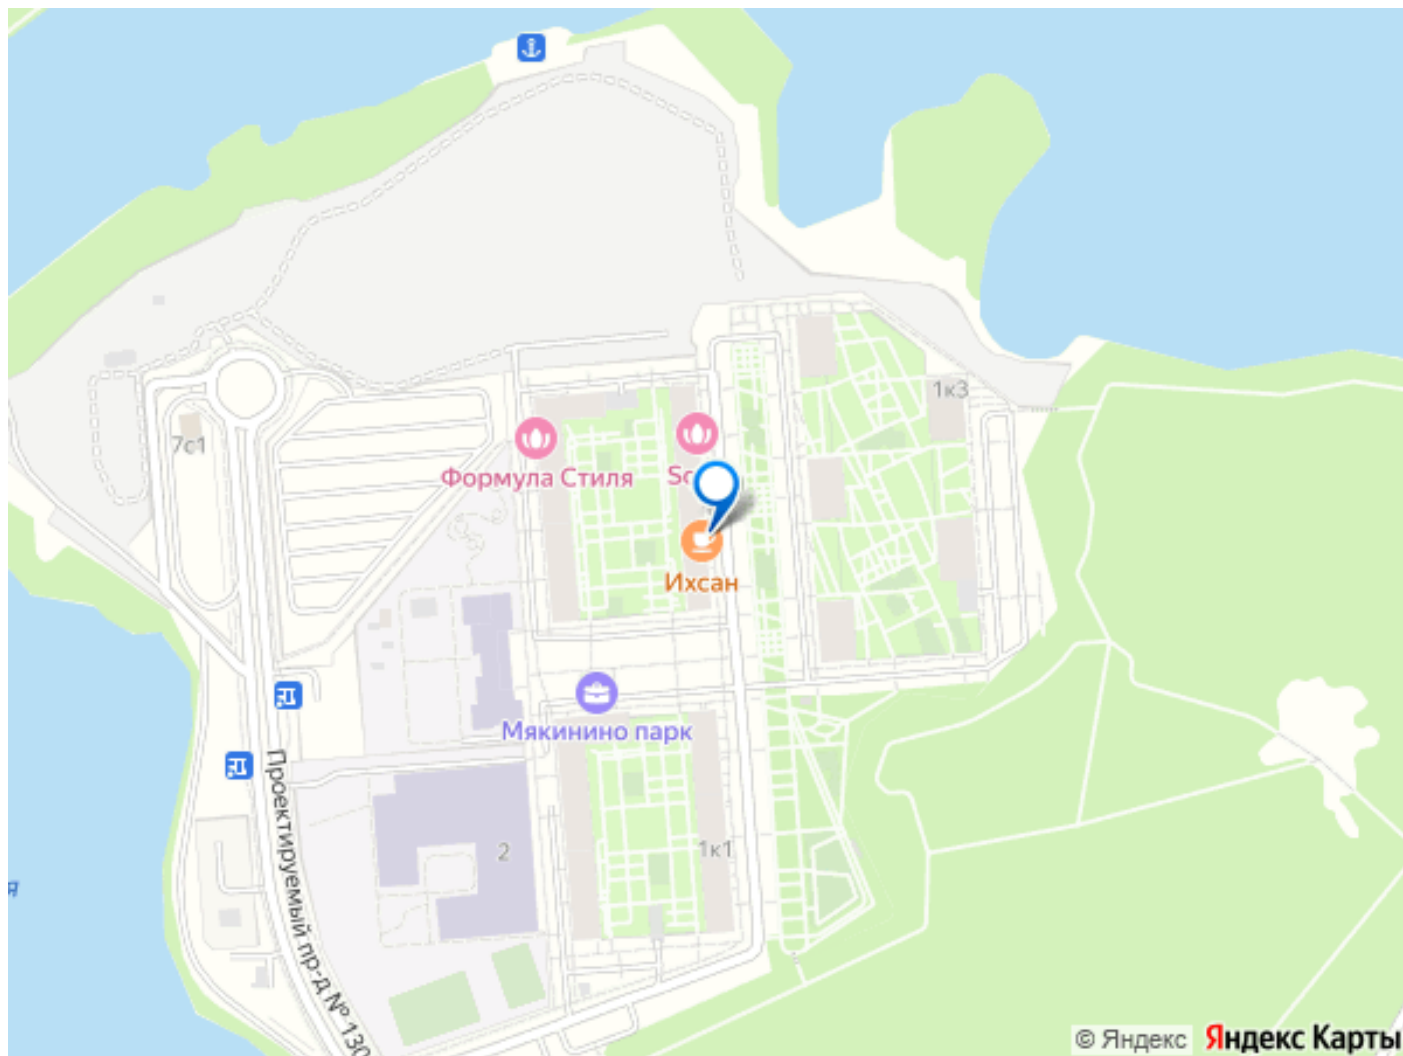 1к3
7с1
Формула Стиля
Ихсан
Мякинино парк
1к1
2
Проектируемый пр-д № 130
я
© Яндекс Яндекс Карты